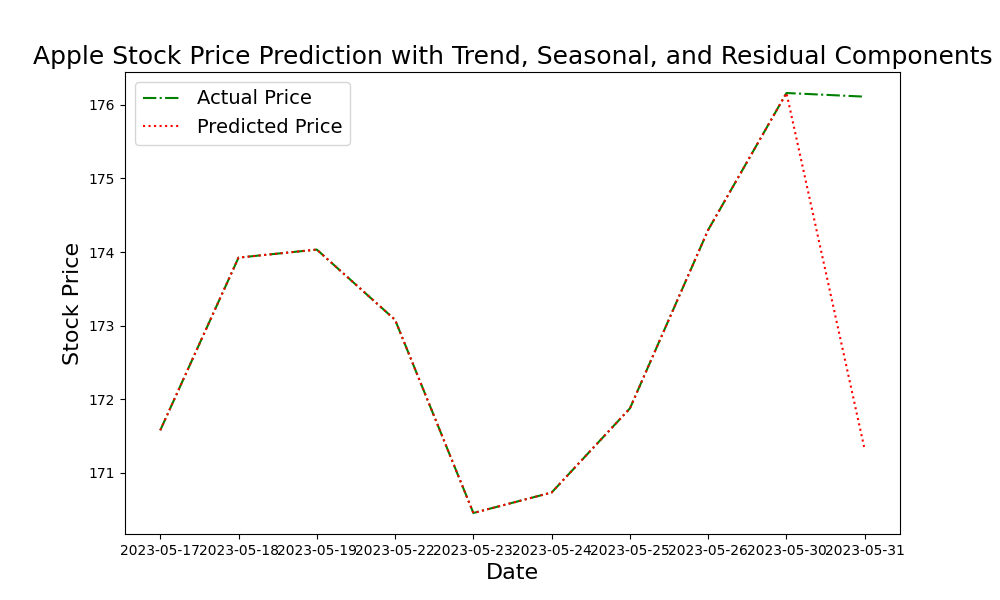 Apple Stock Price Prediction with Trend, Seasonal, and Residual Components
Actual Price
Predicted Price
176
175
174
173
172
171
Stock Price
2023-05-17 2023-05-18 2023-05-19 2023-05-22 2023-05-23 2023-05-24 2023-05-25 2023-05-26 2023-05-30 2023-05-31
Date